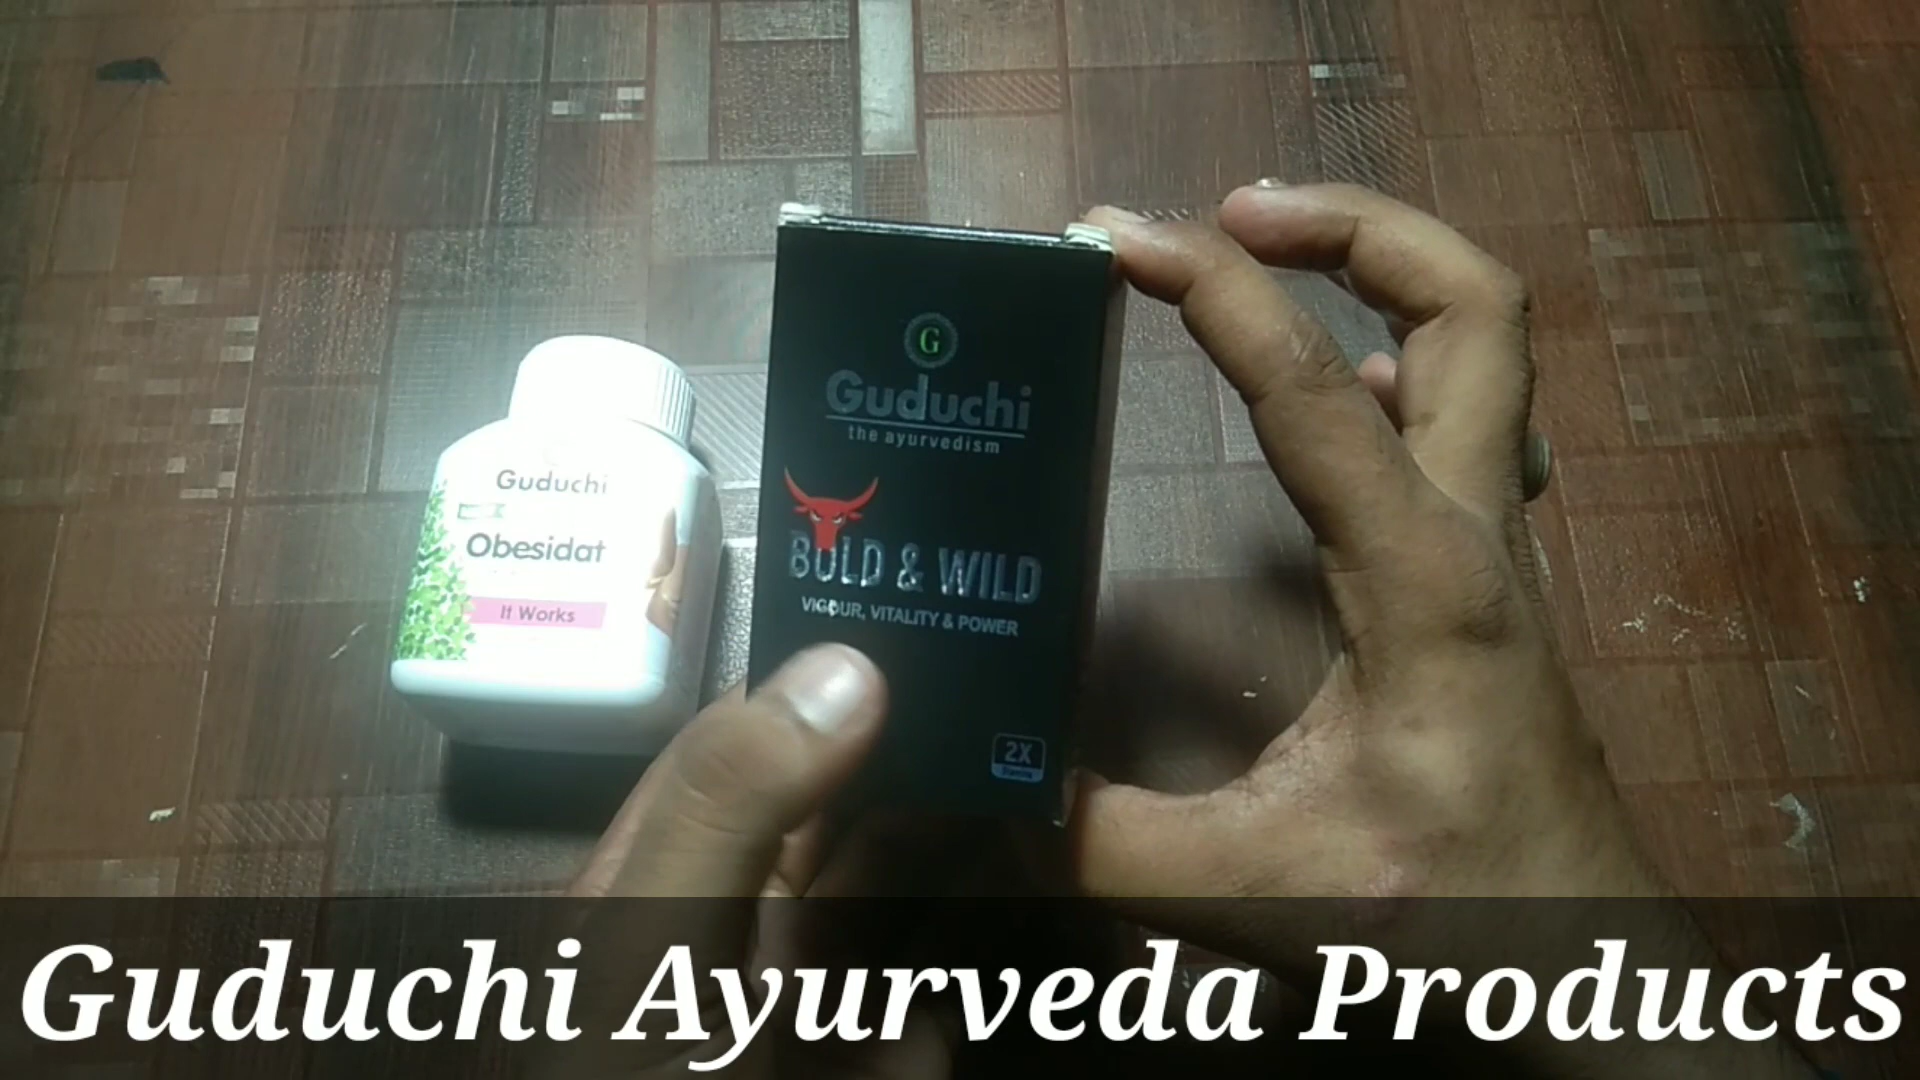 Guduchi
Obesidat
It Works
G
Guduchi
the ayurvedism
BOLD & WILD
VIGOUR, VITALITY & POWER
2X
Guduchi Ayurveda Products